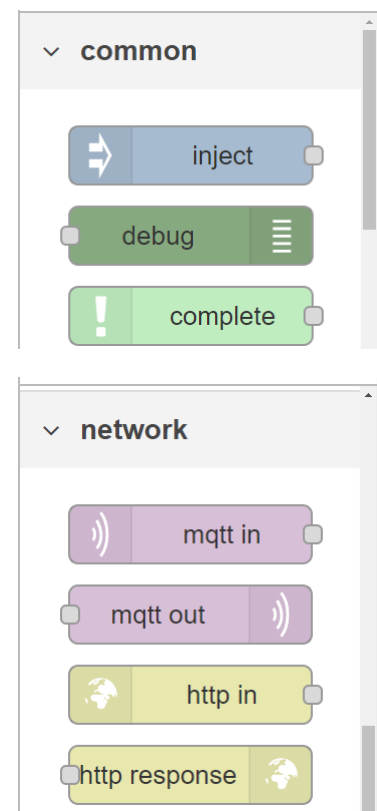 common
inject
debug
complete
network
mqtt in
mqtt out
http in
http response